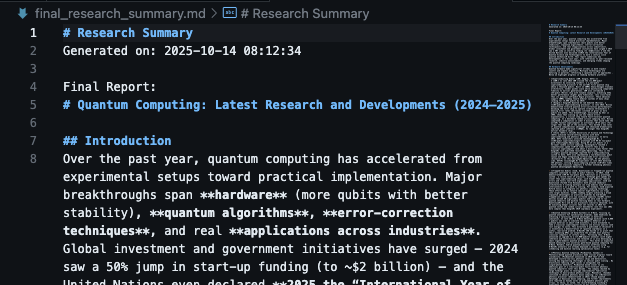 final_research_summary.md > abc # Research Summary
1 # Research Summary
2 Generated on: 2025-10-14 08:12:34
3
4 Final Report:
5 # Quantum Computing: Latest Research and Developments (2024–2025)
6
7 ## Introduction
8 Over the past year, quantum computing has accelerated from
experimental setups toward practical implementation. Major
breakthroughs span **hardware** (more qubits with better
stability), **quantum algorithms**, **error-correction
techniques**, and real **applications across industries**.
Global investment and government initiatives have surged — 2024
saw a 50% jump in start-up funding (to ~$2 billion) — and the
United Nations even declared **2025 the “International Year of